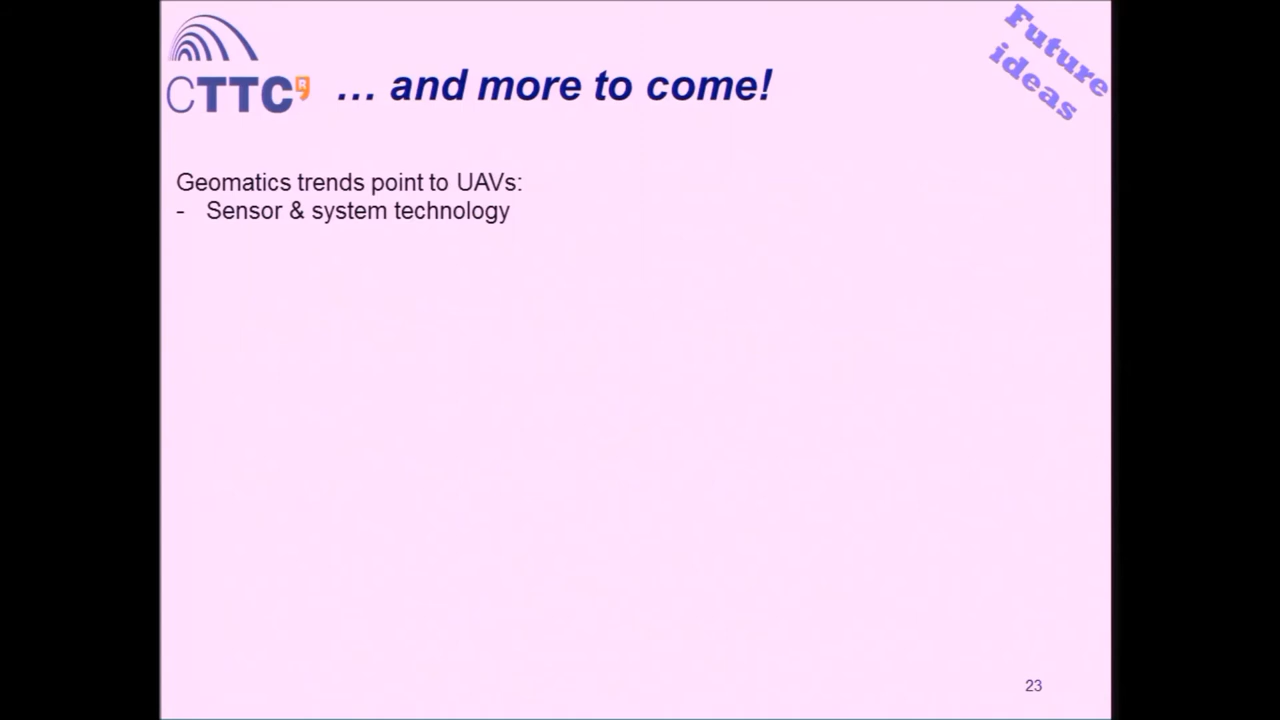 CTTC R
… and more to come!
Future
ideas
Geomatics trends point to UAVs:
- Sensor & system technology
23